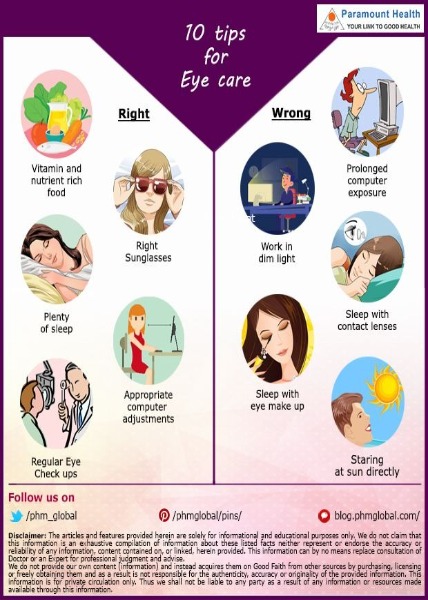 Paramount Health
YOUR LINK TO GOOD HEALTH
10 tips
for
Eye care
Right
Wrong
Vitamin and
nutrient rich
food
Right
Sunglasses
Plenty
of sleep
Appropriate
computer
adjustments
Regular Eye
Check ups
Prolonged
computer
exposure
Work in
dim light
Sleep with
contact lenses
Sleep with
eye make up
Staring
at sun directly
Follow us on
/phm_global
/phmglobal/pins/
blog.phmglobal.com/
Disclaimer: The articles and features provided herein are solely for informational and educational purposes only. We do not claim that
this information is an exhaustive compilation of information about these listed facts neither represent or endorse the accuracy or
reliability of any information, content contained on, or linked, herein provided. This information can by no means replace consultation of
Doctor or an Expert for professional judgment and advise.
We do not provide our own content (information) and instead acquires them on Good Faith from other sources by purchasing, licensing
or freely obtaining them and as a result is not responsible for the authenticity, accuracy or originality of the provided information. This
information is for private circulation only. Thus we shall not be liable to any party as a result of any information or resources made
available through this information.